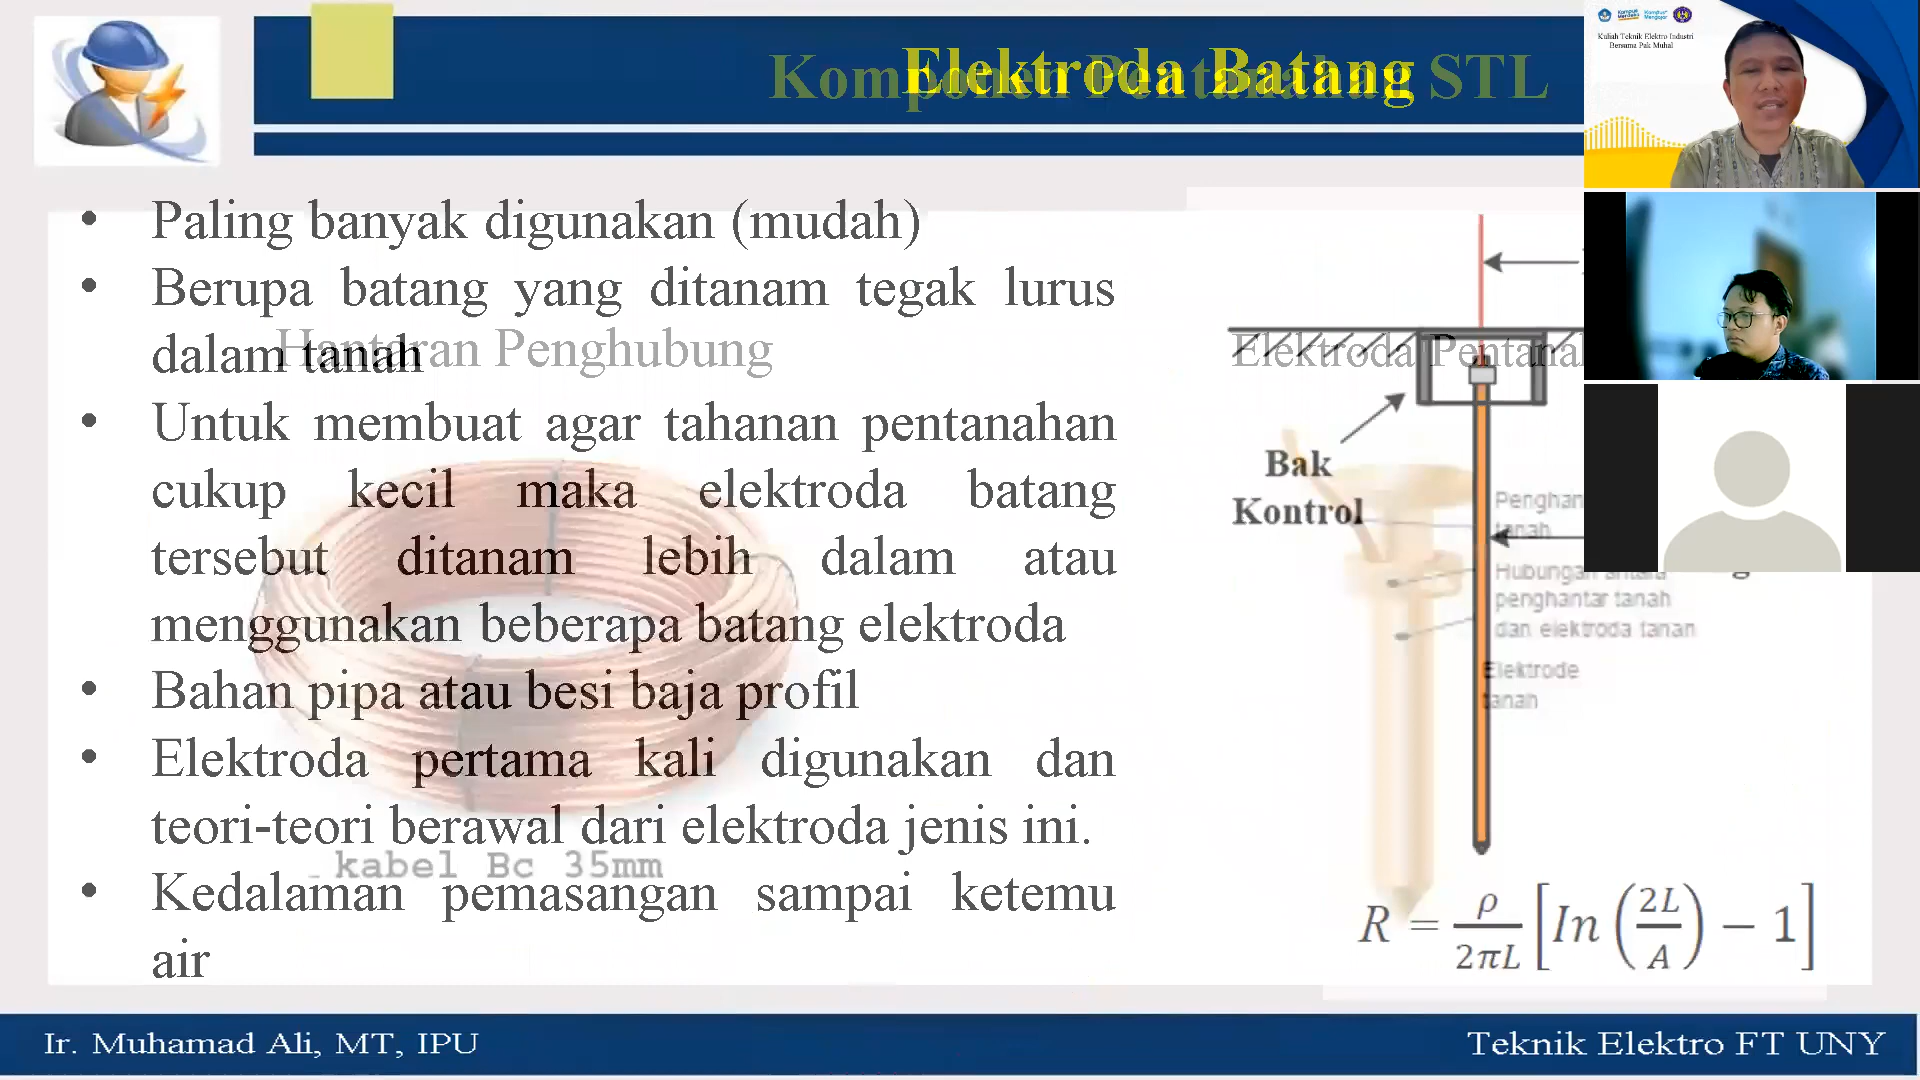 Komponen Pentanahan STL
Elektroda Batang
Kuliah Teknik Elektro Industri
Bersama Pak Muhal
• Paling banyak digunakan (mudah)
• Berupa batang yang ditanam tegak lurus
dalam tanah
Hantaran Penghubung
• Untuk membuat agar tahanan pentanahan
cukup kecil maka elektroda batang
tersebut ditanam lebih dalam atau
menggunakan beberapa batang elektroda
• Bahan pipa atau besi baja profil
• Elektroda pertama kali digunakan dan
teori-teori berawal dari elektroda jenis ini.
kabel Bc 35mm
• Kedalaman pemasangan sampai ketemu
air
Elektroda Pentana
Bak
Kontrol
Penghan
tanah
Hubungan antara
penghantar tanah
dan elektroda tanan
Elektrode
tanah
R = ρ/2πL [In (2L/A) − 1]
Ir. Muhamad Ali, MT, IPU
Teknik Elektro FT UNY